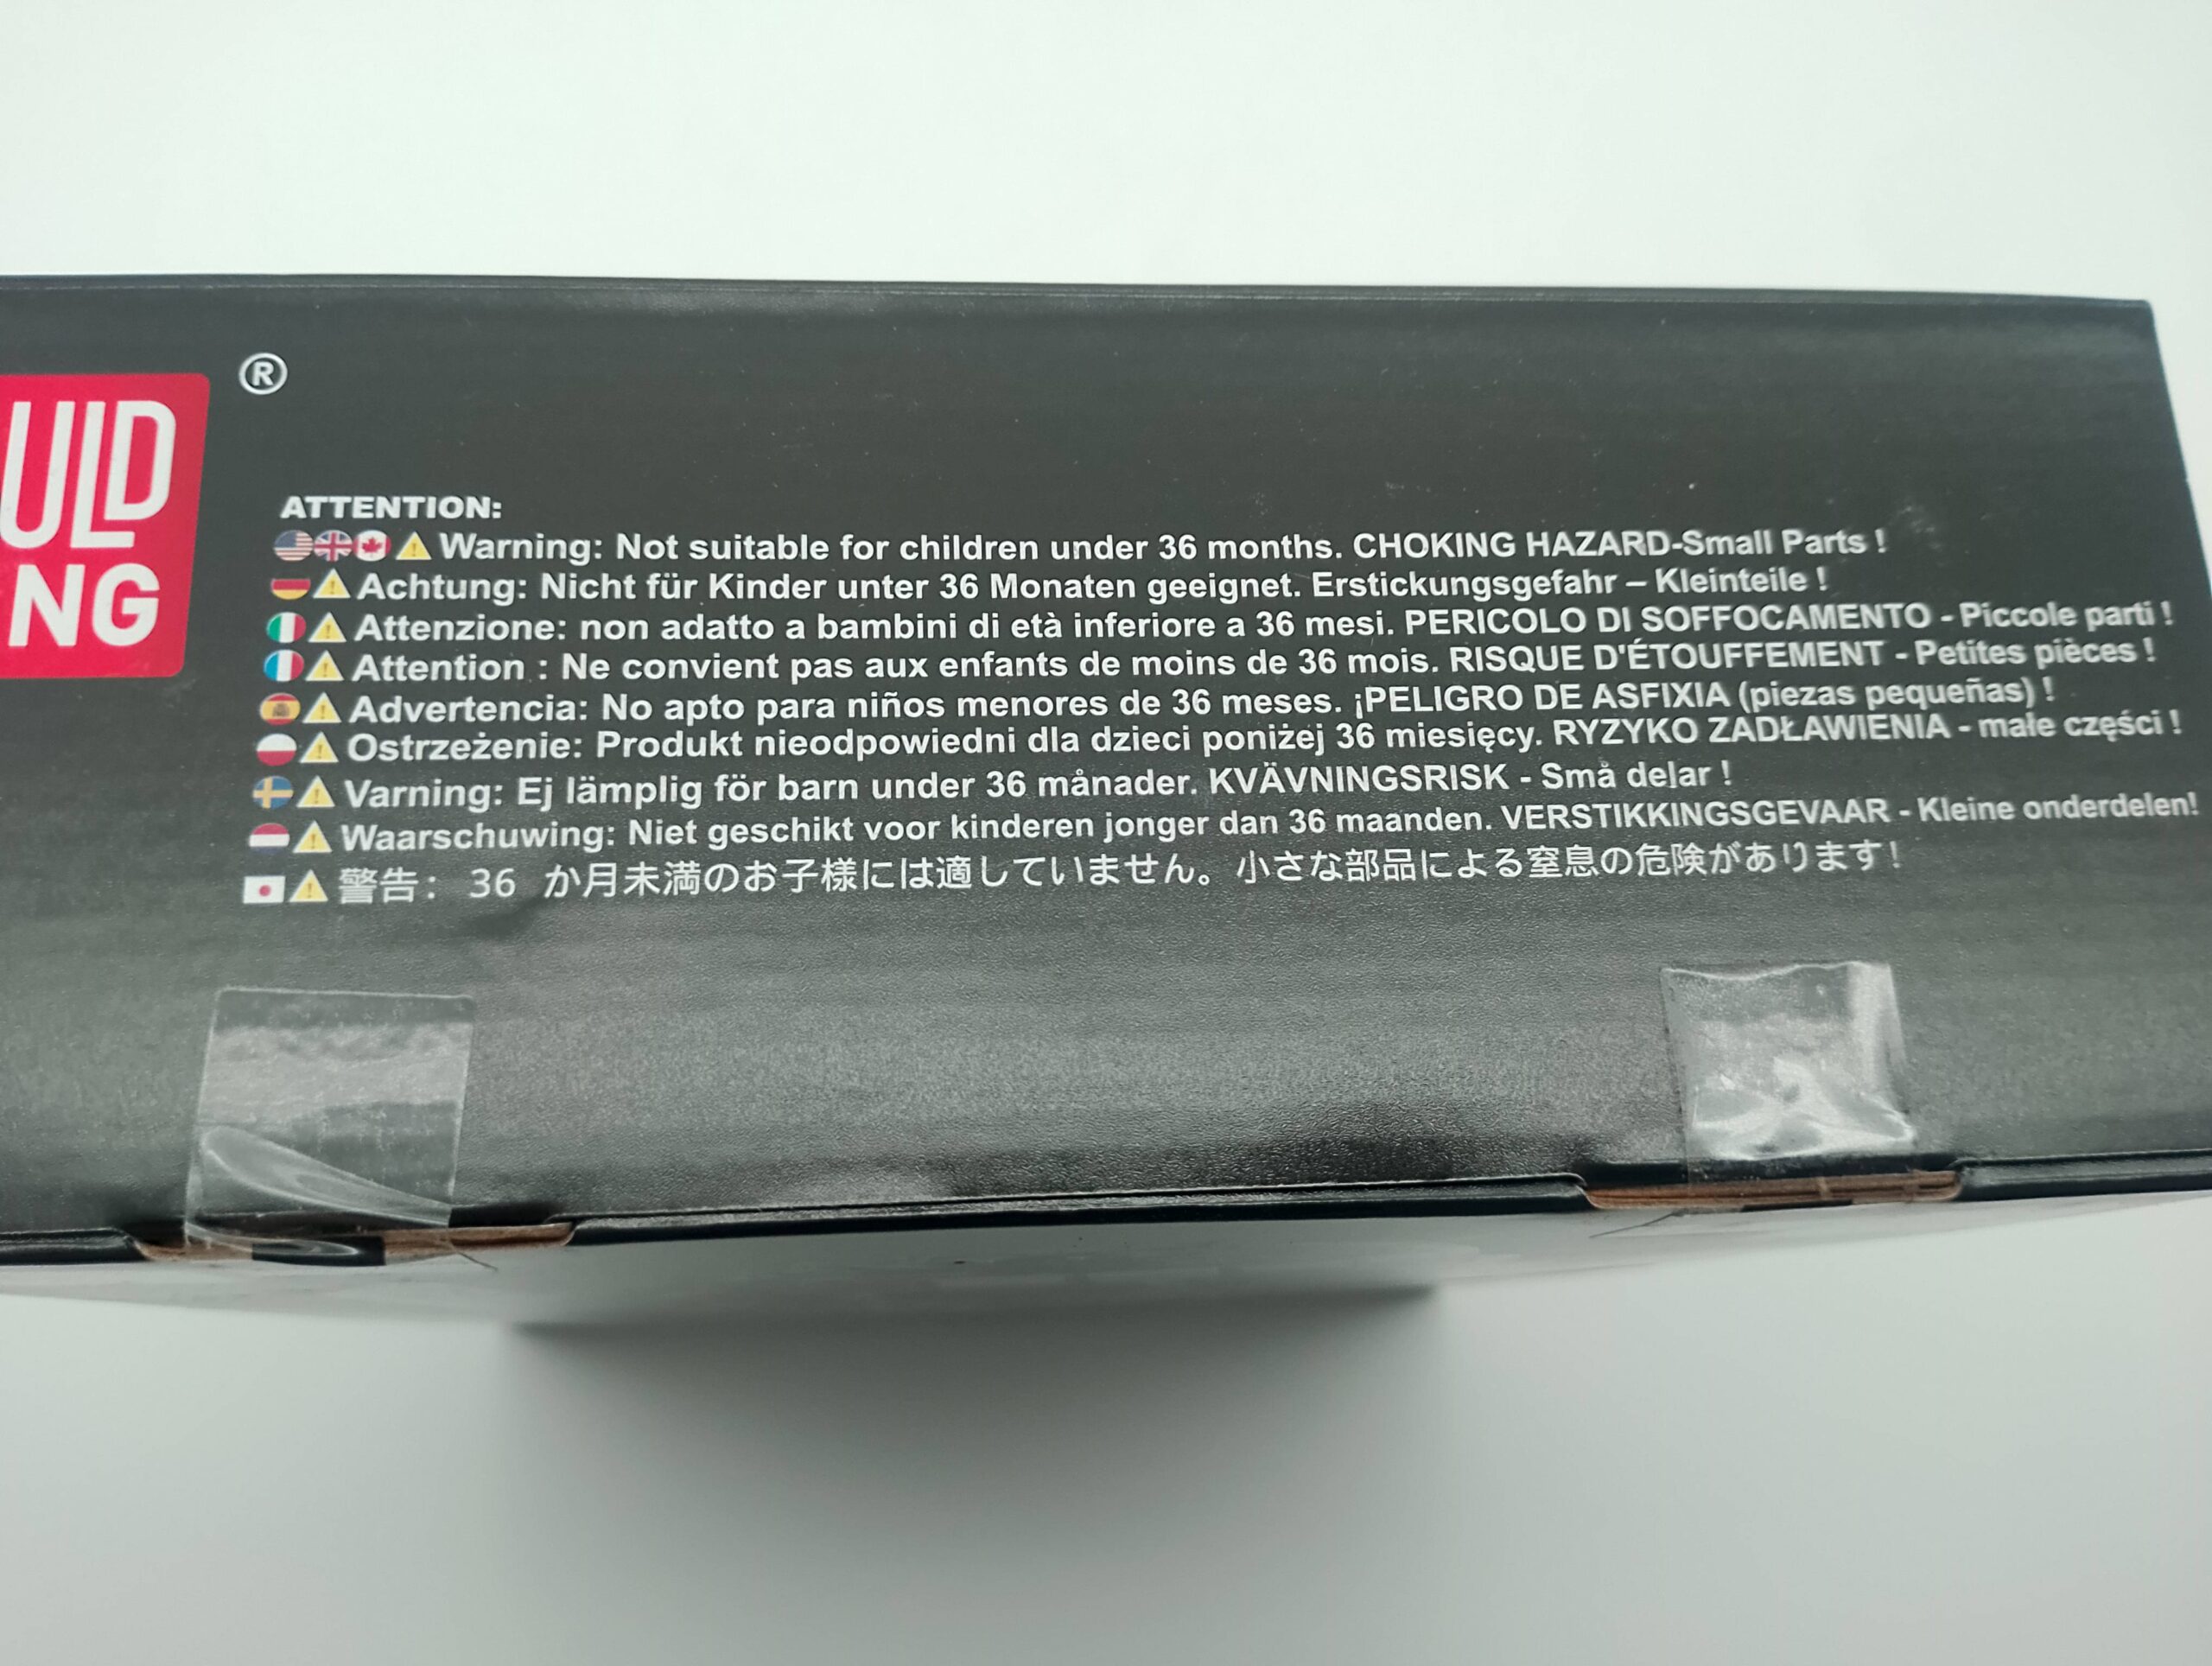 ULD
NG
®
ATTENTION:
Warning: Not suitable for children under 36 months. CHOKING HAZARD-Small Parts !
Achtung: Nicht für Kinder unter 36 Monaten geeignet. Erstickungsgefahr – Kleinteile !
Attenzione: non adatto a bambini di età inferiore a 36 mesi. PERICOLO DI SOFFOCAMENTO - Piccole parti !
Attention : Ne convient pas aux enfants de moins de 36 mois. RISQUE D'ÉTOUFFEMENT - Petites pièces !
Advertencia: No apto para niños menores de 36 meses. ¡PELIGRO DE ASFIXIA (piezas pequeñas) !
Ostrzeżenie: Produkt nieodpowiedni dla dzieci poniżej 36 miesięcy. RYZYKO ZADŁAWIENIA - małe części !
Varning: Ej lämplig för barn under 36 månader. KVÄVNINGSRISK - Små delar !
Waarschuwing: Niet geschikt voor kinderen jonger dan 36 maanden. VERSTIKKINGSGEVAAR - Kleine onderdelen!
警告： 36 か月未満のお子様には適していません。小さな部品による窒息の危険があります！